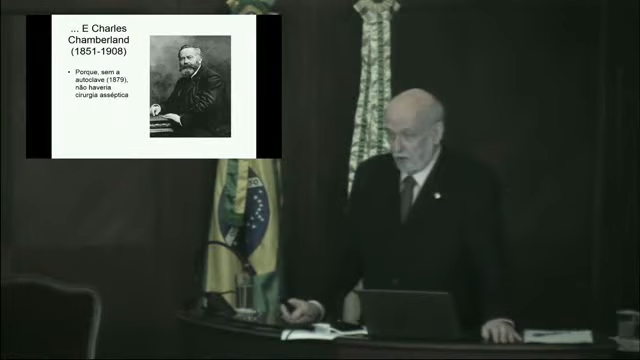 ... E Charles
Chamberland
(1851-1908)
• Porque, sem a
autoclave (1879),
não haveria
cirurgia asséptica